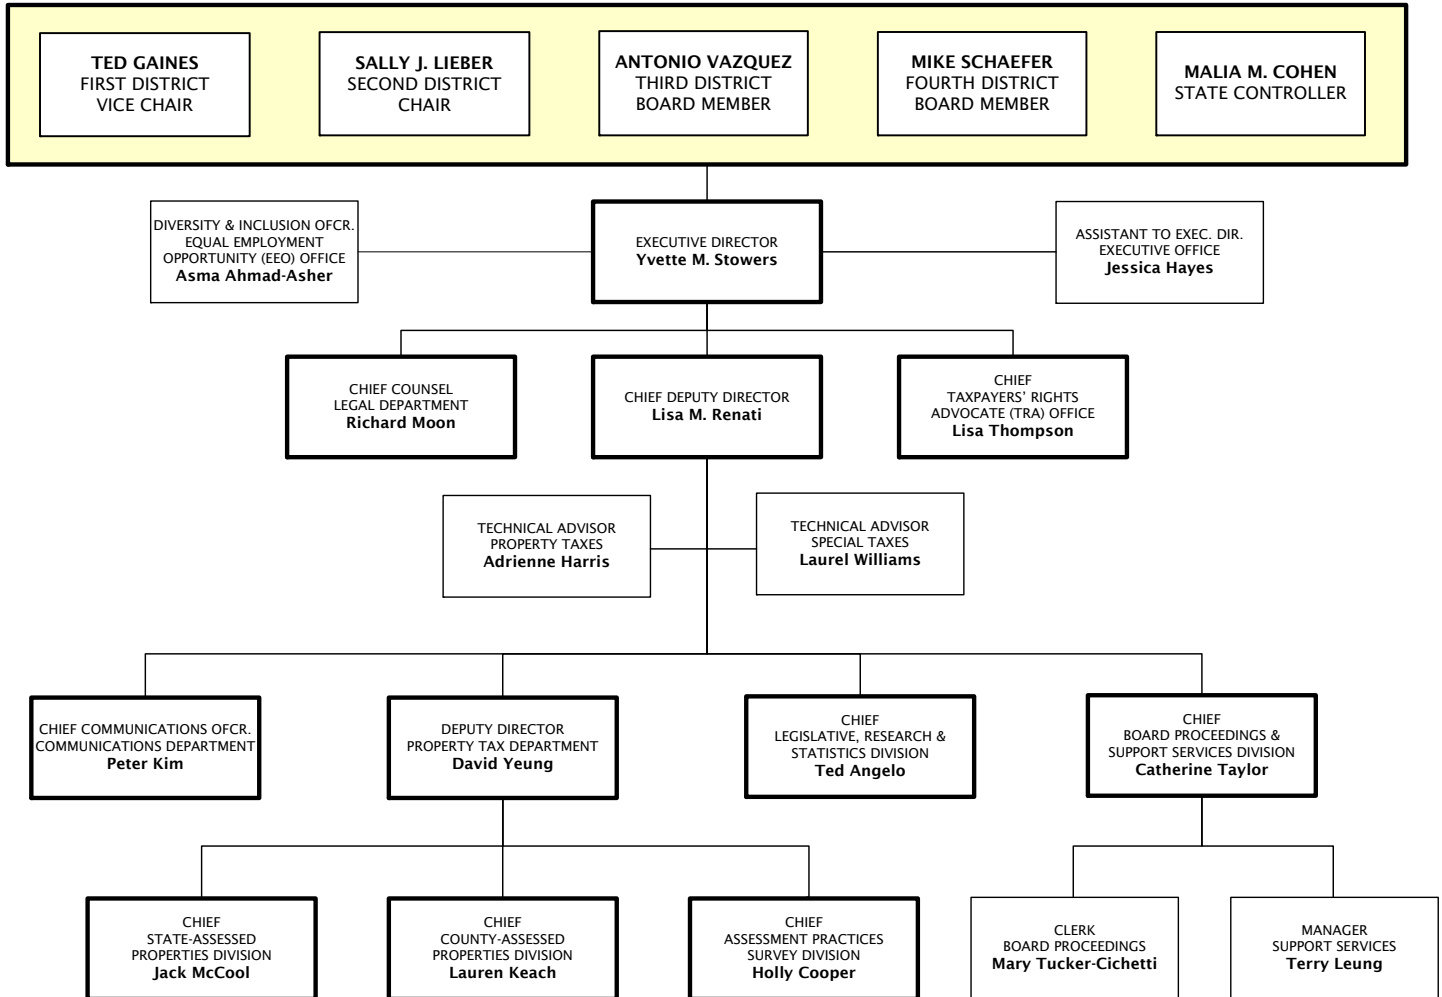 TED GAINES
FIRST DISTRICT
VICE CHAIR
SALLY J. LIEBER
SECOND DISTRICT
CHAIR
ANTONIO VAZQUEZ
THIRD DISTRICT
BOARD MEMBER
MIKE SCHAEFER
FOURTH DISTRICT
BOARD MEMBER
MALIA M. COHEN
STATE CONTROLLER
DIVERSITY & INCLUSION OFCR.
EQUAL EMPLOYMENT
OPPORTUNITY (EEO) OFFICE
Asma Ahmad-Asher
EXECUTIVE DIRECTOR
Yvette M. Stowers
ASSISTANT TO EXEC. DIR.
EXECUTIVE OFFICE
Jessica Hayes
CHIEF COUNSEL
LEGAL DEPARTMENT
Richard Moon
CHIEF DEPUTY DIRECTOR
Lisa M. Renati
CHIEF
TAXPAYERS’ RIGHTS
ADVOCATE (TRA) OFFICE
Lisa Thompson
TECHNICAL ADVISOR
PROPERTY TAXES
Adrienne Harris
TECHNICAL ADVISOR
SPECIAL TAXES
Laurel Williams
CHIEF COMMUNICATIONS OFCR.
COMMUNICATIONS DEPARTMENT
Peter Kim
DEPUTY DIRECTOR
PROPERTY TAX DEPARTMENT
David Yeung
CHIEF
LEGISLATIVE, RESEARCH &
STATISTICS DIVISION
Ted Angelo
CHIEF
BOARD PROCEEDINGS &
SUPPORT SERVICES DIVISION
Catherine Taylor
CHIEF
STATE-ASSESSED
PROPERTIES DIVISION
Jack McCool
CHIEF
COUNTY-ASSESSED
PROPERTIES DIVISION
Lauren Keach
CHIEF
ASSESSMENT PRACTICES
SURVEY DIVISION
Holly Cooper
CLERK
BOARD PROCEEDINGS
Mary Tucker-Cichetti
MANAGER
SUPPORT SERVICES
Terry Leung